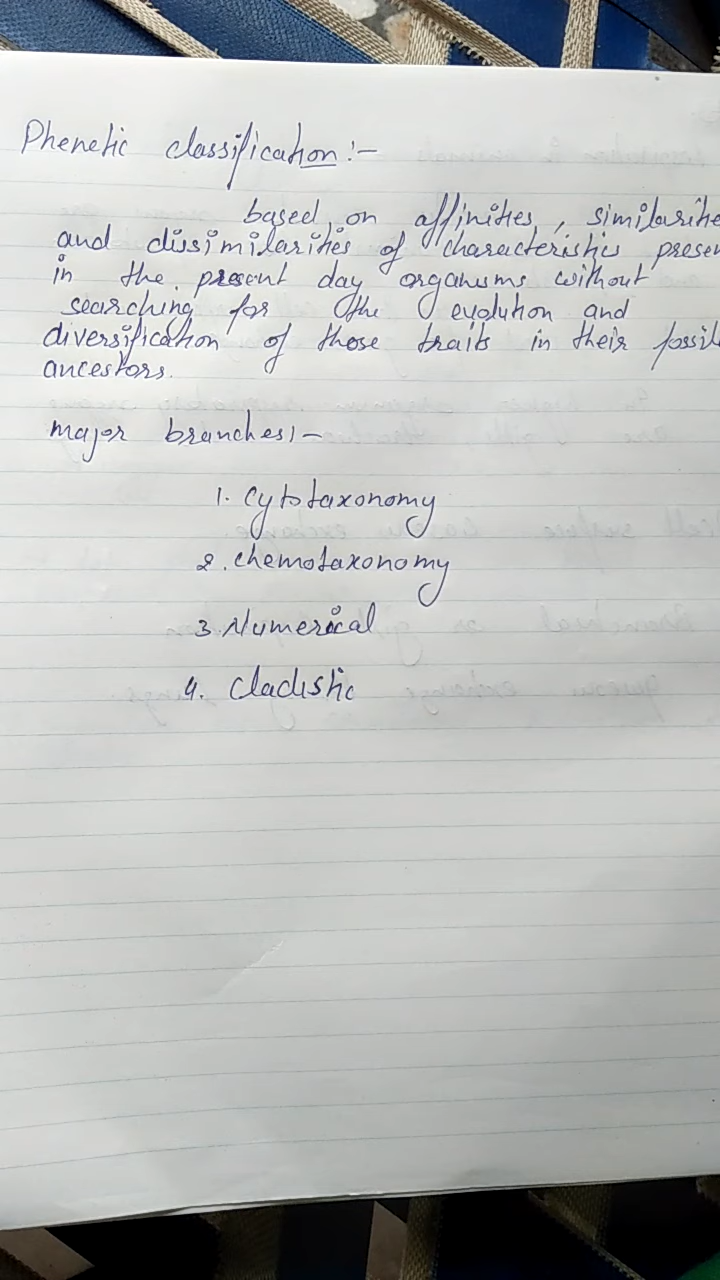 Phenetic classification :-
based on affinities, similaritie
and dissimilarities of characteristics presen
in the present day organisms without
searching for the evolution and
diversification of those traits in their fossil
ancestors.
major branches :-
1. Cytotaxonomy
2. chemotaxonomy
3. Numerical
4. Cladistic